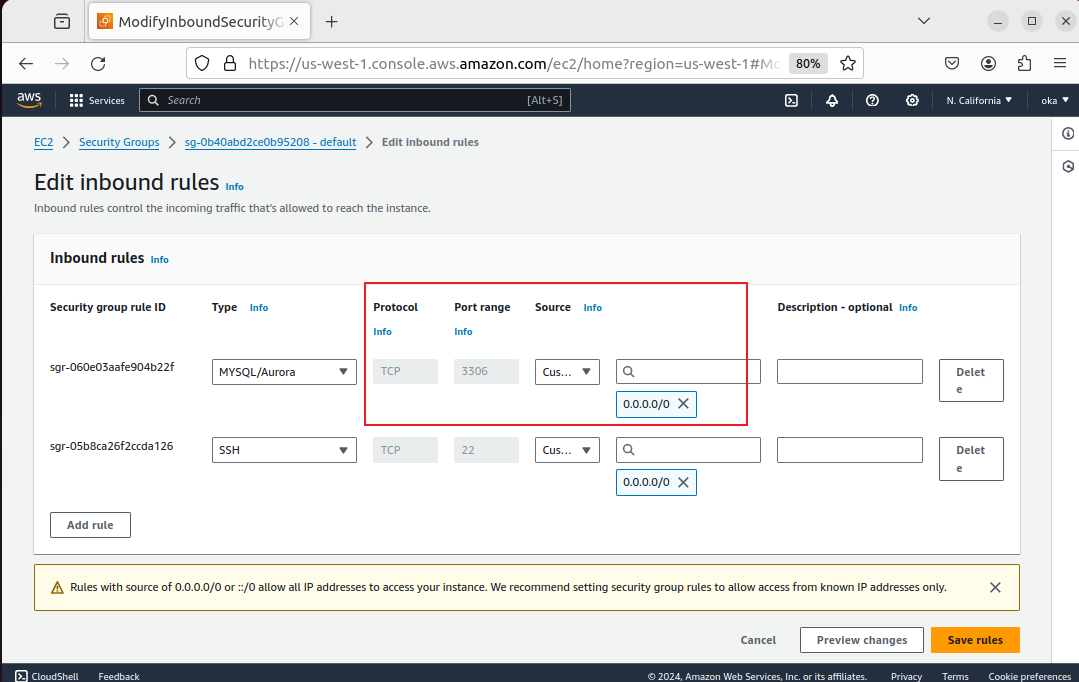 ModifyInboundSecurityG
https://us-west-1.console.aws.amazon.com/ec2/home?region=us-west-1#Mo
80%
aws
Services
Search
[Alt+S]
N. California
oka
EC2
Security Groups
sg-0b40abd2ce0b95208 - default
Edit inbound rules
Edit inbound rules Info
Inbound rules control the incoming traffic that's allowed to reach the instance.
Inbound rules Info
Security group rule ID
Type Info
Protocol
Info
Port range
Info
Source Info
Description - optional Info
sgr-060e03aafe904b22f
MYSQL/Aurora
TCP
3306
Cus...
0.0.0.0/0
Delet
e
sgr-05b8ca26f2ccda126
SSH
TCP
22
Cus...
0.0.0.0/0
Delet
e
Add rule
Rules with source of 0.0.0.0/0 or ::/0 allow all IP addresses to access your instance. We recommend setting security group rules to allow access from known IP addresses only.
Cancel
Preview changes
Save rules
CloudShell
Feedback
© 2024, Amazon Web Services, Inc. or its affiliates.
Privacy
Terms
Cookie preferences